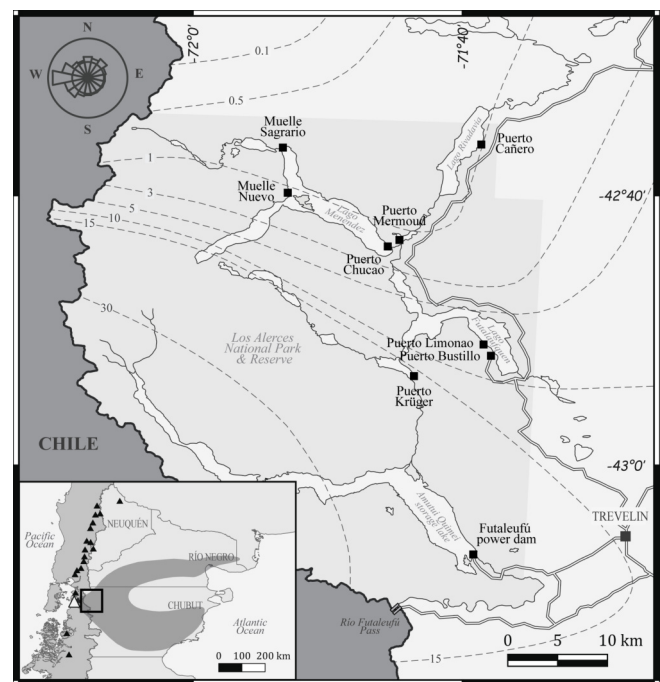 N
W E
S
-72°0'
-71°40'
0.1
0.5
Muelle
Sagrario
Lago Rivadavia
Puerto
Cañero
1
3
5
10
15
Muelle
Nuevo
Lago
Menéndez
Puerto
Mermoud
-42°40'
Puerto
Chucao
30
Los Alerces
National Park
& Reserve
Lago
Futalaufquen
Puerto Limonao
Puerto Bustillo
Puerto
Krüger
CHILE
-43°0'
Amutui Quimei
storage lake
TREVELIN
Futaleufú
power dam
Río Futaleufú
Pass
15
0 5 10 km
Pacific
Ocean
NEUQUÉN
RÍO NEGRO
CHUBUT
Atlantic
Ocean
0 100 200 km